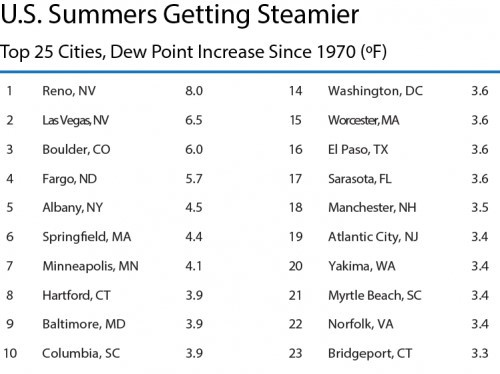 U.S. Summers Getting Steamier
Top 25 Cities, Dew Point Increase Since 1970 (ºF)
1 Reno, NV 8.0 14 Washington, DC 3.6
2 Las Vegas, NV 6.5 15 Worcester, MA 3.6
3 Boulder, CO 6.0 16 El Paso, TX 3.6
4 Fargo, ND 5.7 17 Sarasota, FL 3.6
5 Albany, NY 4.5 18 Manchester, NH 3.5
6 Springfield, MA 4.4 19 Atlantic City, NJ 3.4
7 Minneapolis, MN 4.1 20 Yakima, WA 3.4
8 Hartford, CT 3.9 21 Myrtle Beach, SC 3.4
9 Baltimore, MD 3.9 22 Norfolk, VA 3.4
10 Columbia, SC 3.9 23 Bridgeport, CT 3.3